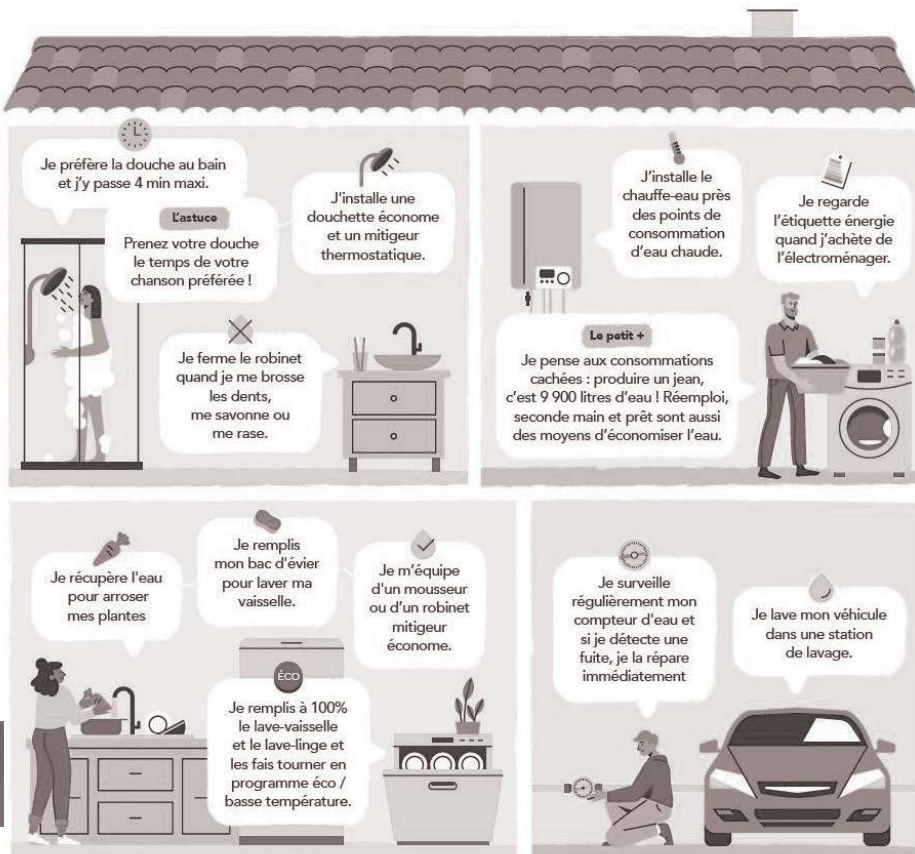 Je préfère la douche au bain
et j'y passe 4 min maxi.
L'astuce
Prenez votre douche
le temps de votre
chanson préférée !
J'installe une
douchette économe
et un mitigeur
thermostatique.
Je ferme le robinet
quand je me brosse
les dents,
me savonne ou
me rase.
J'installe le
chauffe-eau près
des points de
consommation
d'eau chaude.
Je regarde
l'étiquette énergie
quand j'achète de
l'électroménager.
Le petit +
Je pense aux consommations
cachées : produire un jean,
c'est 9 900 litres d'eau ! Réemploi,
seconde main et prêt sont aussi
des moyens d'économiser l'eau.
Je récupère l'eau
pour arroser
mes plantes
Je remplis
mon bac d'évier
pour laver ma
vaisselle.
Je m'équipe
d'un mousseur
ou d'un robinet
mitigeur
économe.
ÉCO
Je remplis à 100%
le lave-vaisselle
et le lave-linge et
les fais tourner en
programme éco /
basse température.
Je surveille
régulièrement mon
compteur d'eau et
si je détecte une
fuite, je la répare
immédiatement
Je lave mon véhicule
dans une station
de lavage.